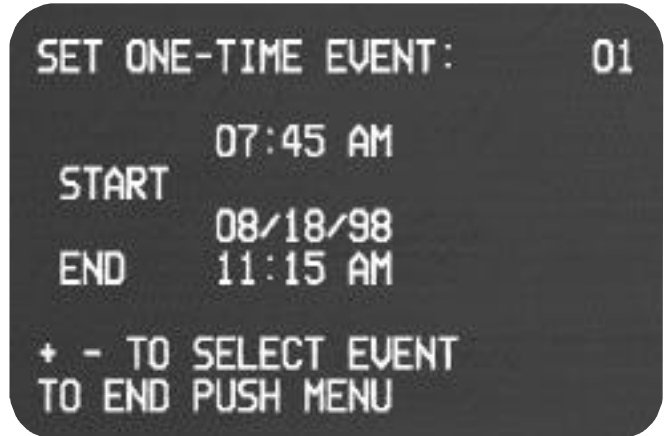 SET ONE-TIME EVENT: 01
07:45 AM
START
08/18/98
END 11:15 AM
+ - TO SELECT EVENT
TO END PUSH MENU